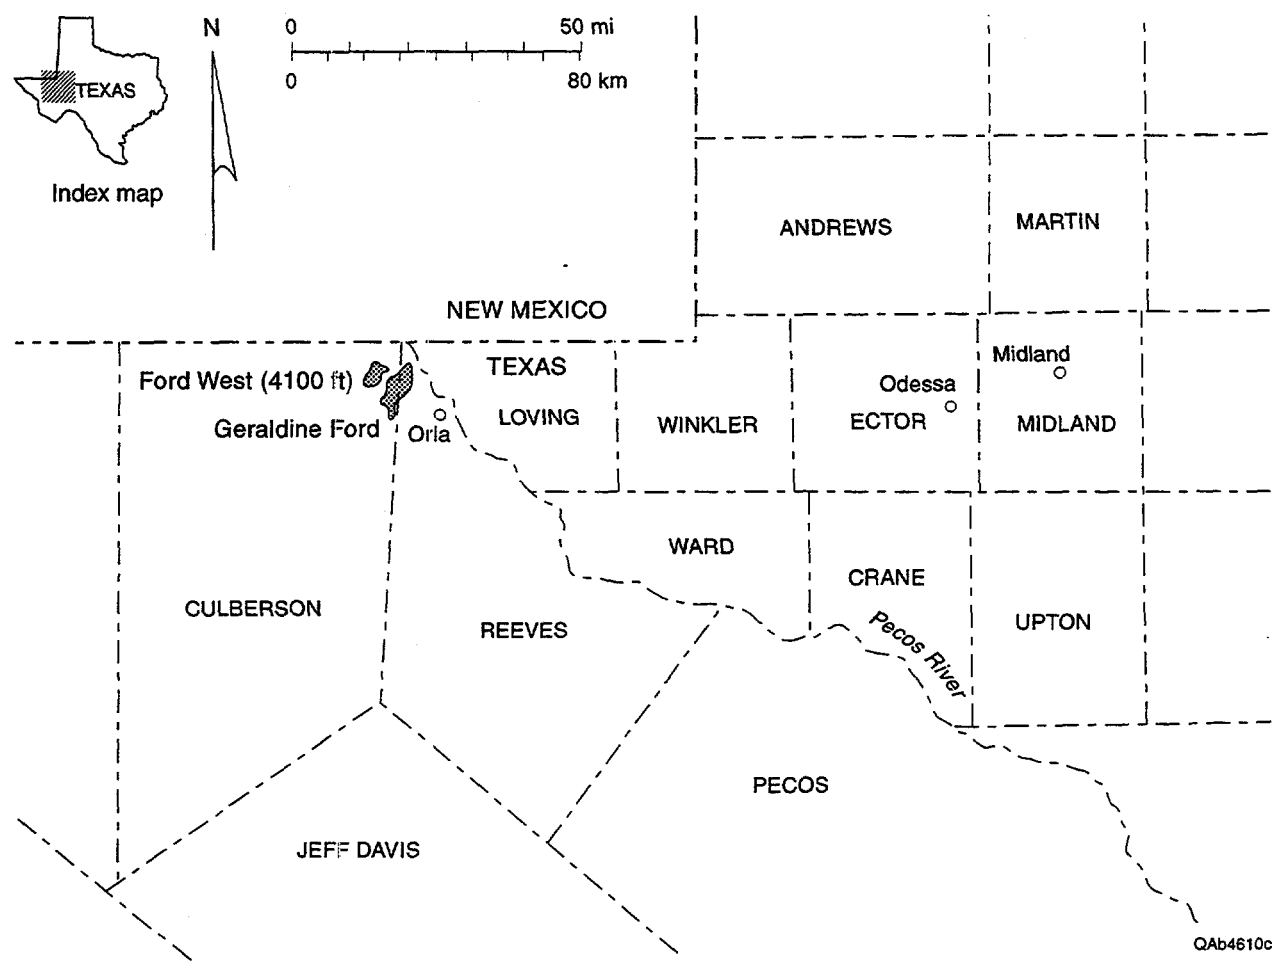 N
0 50 mi
0 80 km
TEXAS
Index map
ANDREWS
MARTIN
NEW MEXICO
TEXAS
Ford West (4100 ft)
Geraldine Ford
Orla
LOVING
WINKLER
Odessa
ECTOR
Midland
MIDLAND
WARD
CRANE
CULBERSON
REEVES
Pecos River
UPTON
PECOS
JEFF DAVIS
QAb4610c